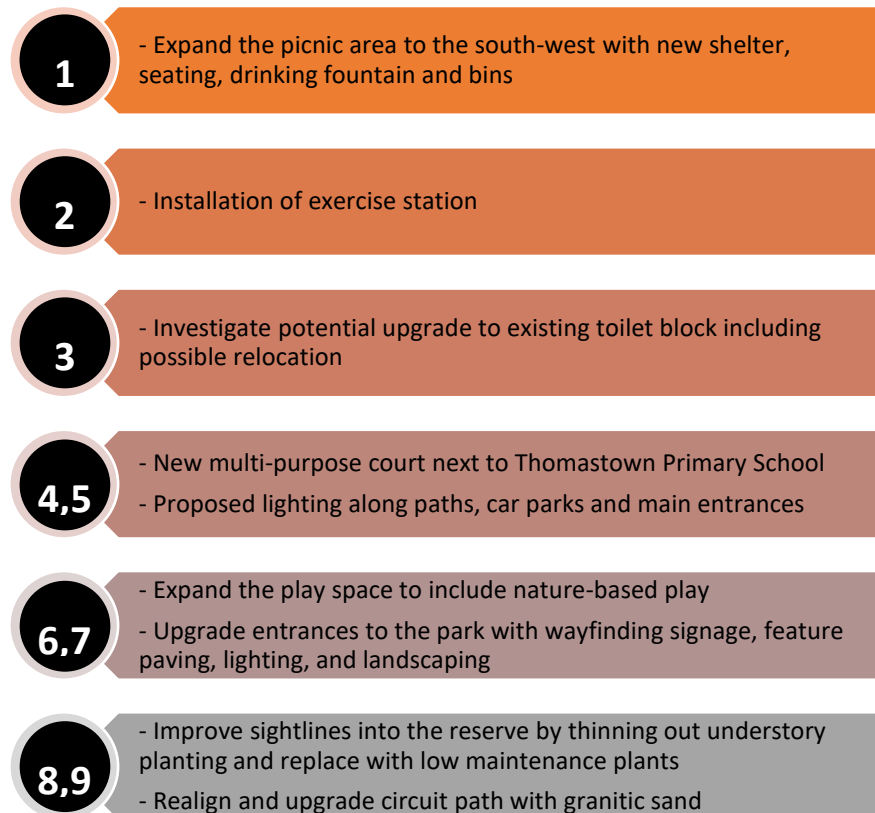 1
- Expand the picnic area to the south-west with new shelter,
seating, drinking fountain and bins
2
- Installation of exercise station
3
- Investigate potential upgrade to existing toilet block including
possible relocation
4,5
- New multi-purpose court next to Thomastown Primary School
- Proposed lighting along paths, car parks and main entrances
6,7
- Expand the play space to include nature-based play
- Upgrade entrances to the park with wayfinding signage, feature
paving, lighting, and landscaping
8,9
- Improve sightlines into the reserve by thinning out understory
planting and replace with low maintenance plants
- Realign and upgrade circuit path with granitic sand